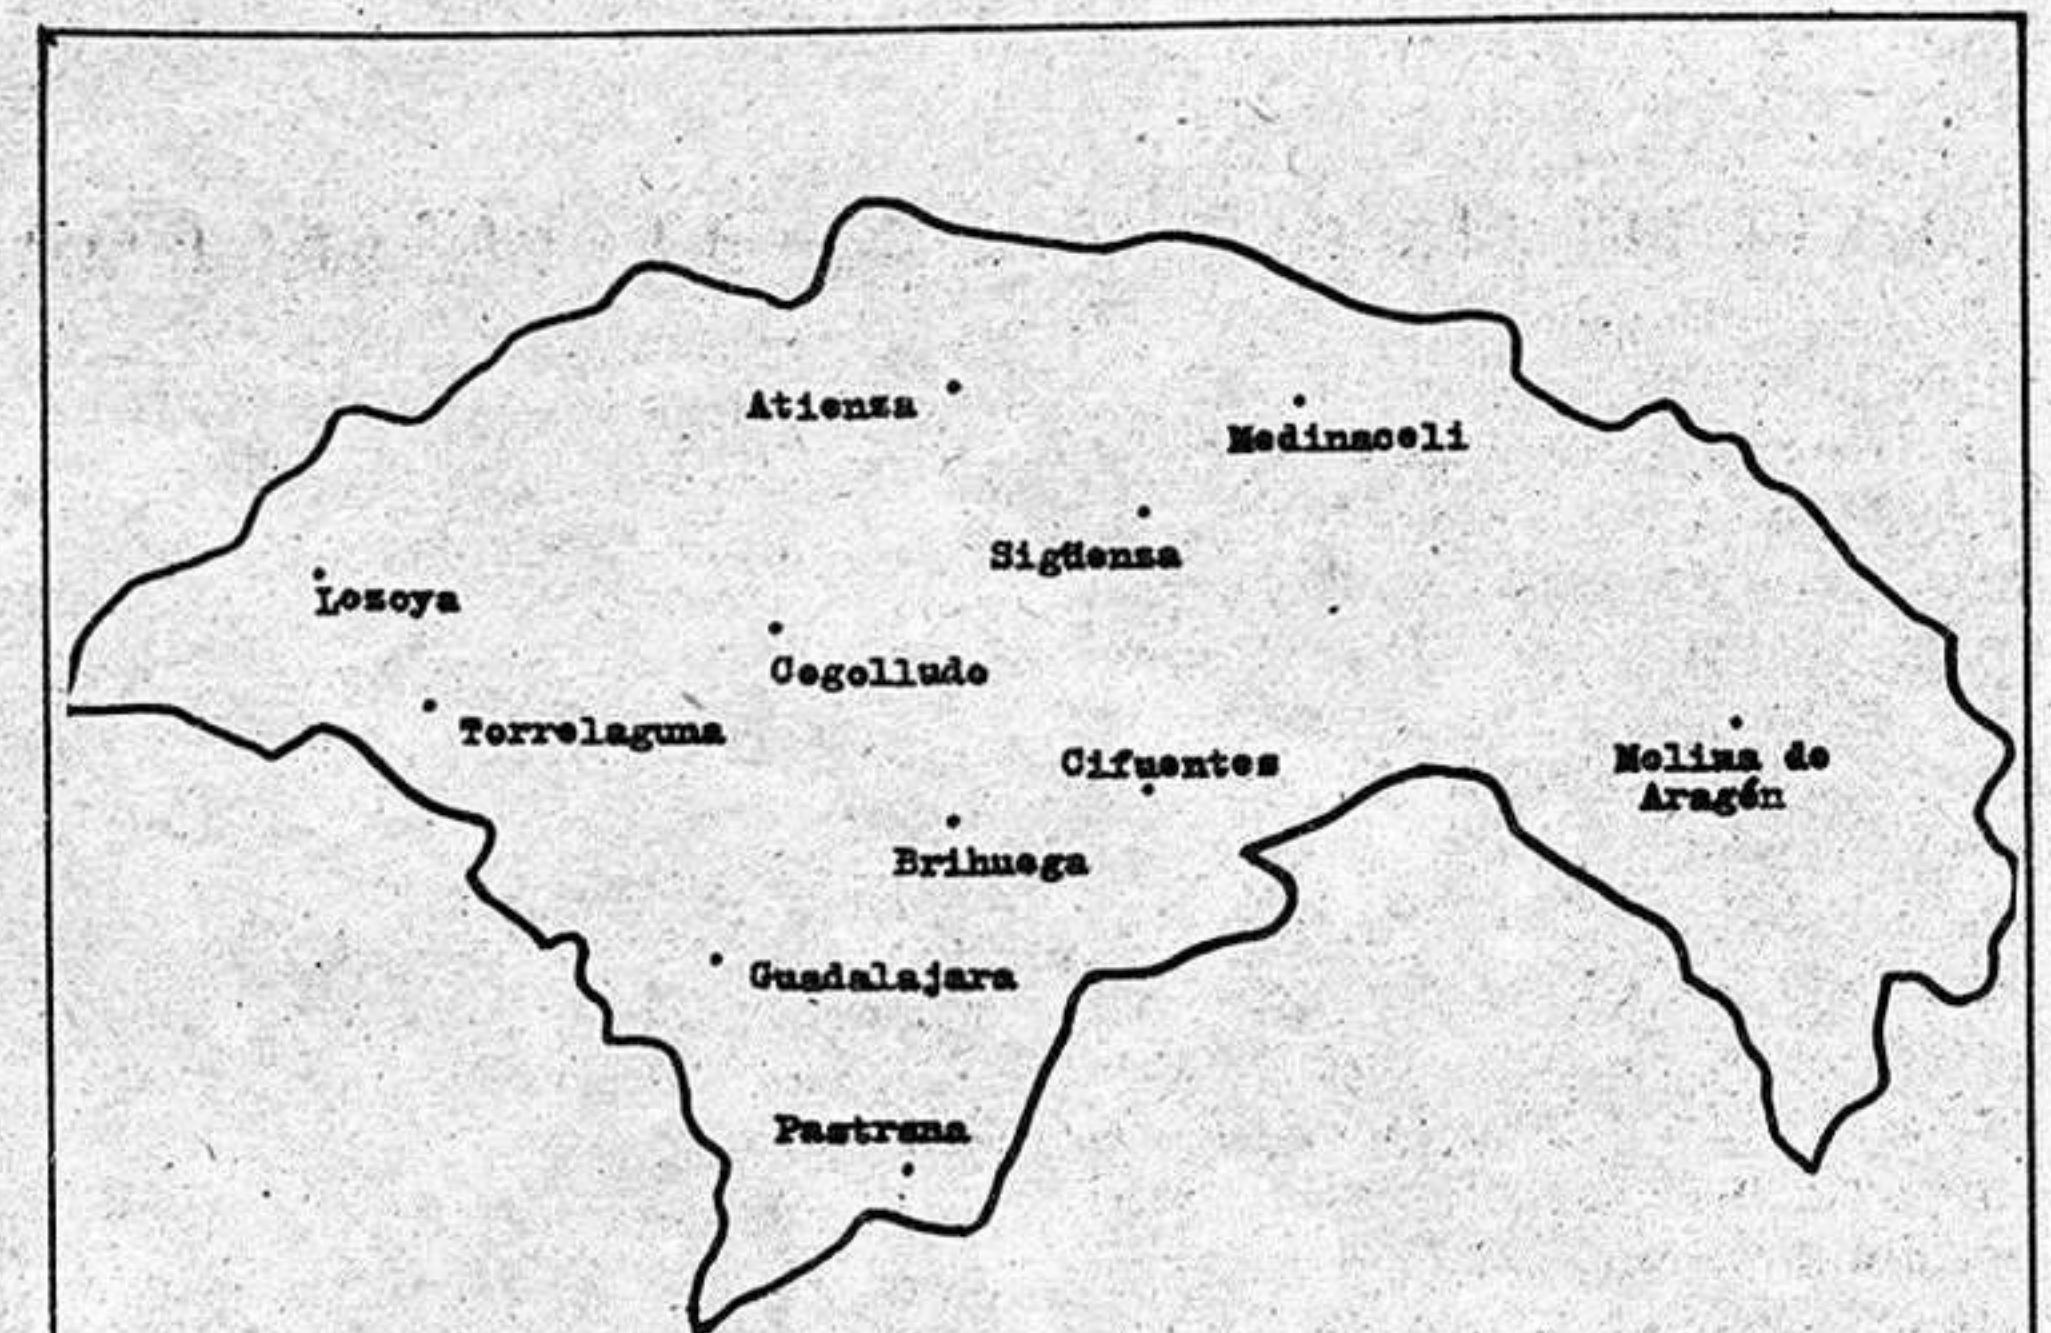 Atienza
Medinaceli
Sigüenza
Lozoya
Cogolludo
Torrelaguna
Cifuentes
Molina de
Aragón
Brihuega
Guadalajara
Pastrana